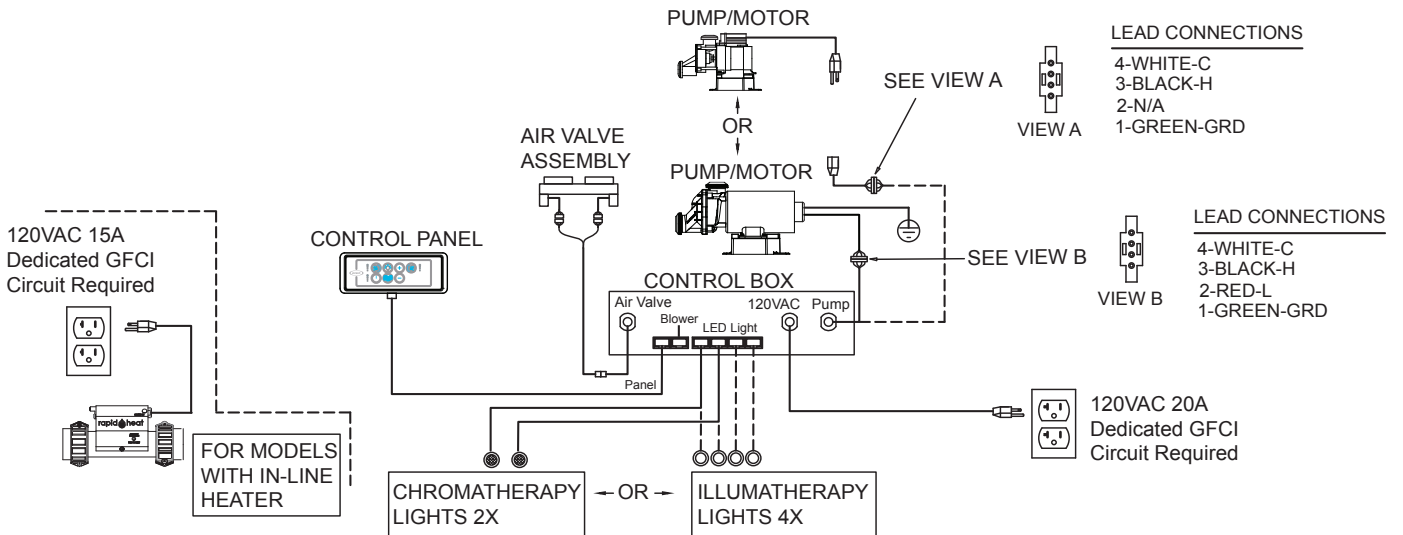 PUMP/MOTOR
LEAD CONNECTIONS
4-WHITE-C
3-BLACK-H
2-N/A
1-GREEN-GRD
SEE VIEW A
VIEW A
OR
AIR VALVE
ASSEMBLY
PUMP/MOTOR
120VAC 15A
Dedicated GFCI
Circuit Required
CONTROL PANEL
LEAD CONNECTIONS
4-WHITE-C
3-BLACK-H
2-RED-L
1-GREEN-GRD
SEE VIEW B
VIEW B
CONTROL BOX
Air Valve
120VAC
Pump
Blower
LED Light
Panel
rapid heat
FOR MODELS
WITH IN-LINE
HEATER
120VAC 20A
Dedicated GFCI
Circuit Required
CHROMATHERAPY
LIGHTS 2X
OR
ILLUMATHERAPY
LIGHTS 4X